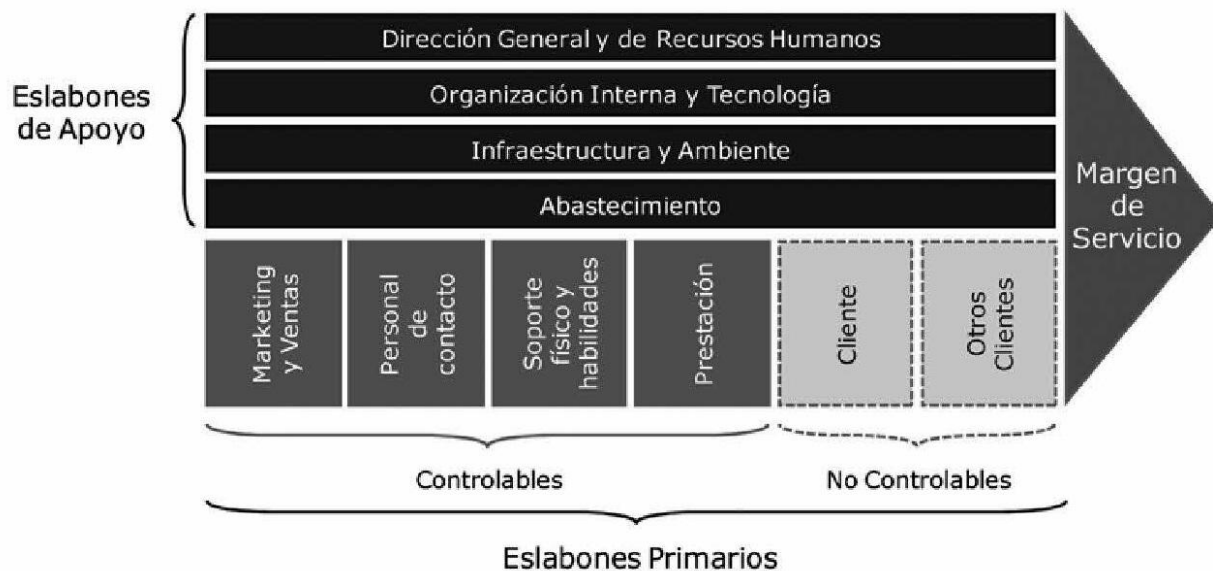 Eslabones
de Apoyo
Dirección General y de Recursos Humanos
Organización Interna y Tecnología
Infraestructura y Ambiente
Abastecimiento
Marketing
y Ventas
Personal
de
contacto
Soporte
físico y
habilidades
Prestación
Cliente
Otros
Clientes
Margen
de
Servicio
Controlables
No Controlables
Eslabones Primarios